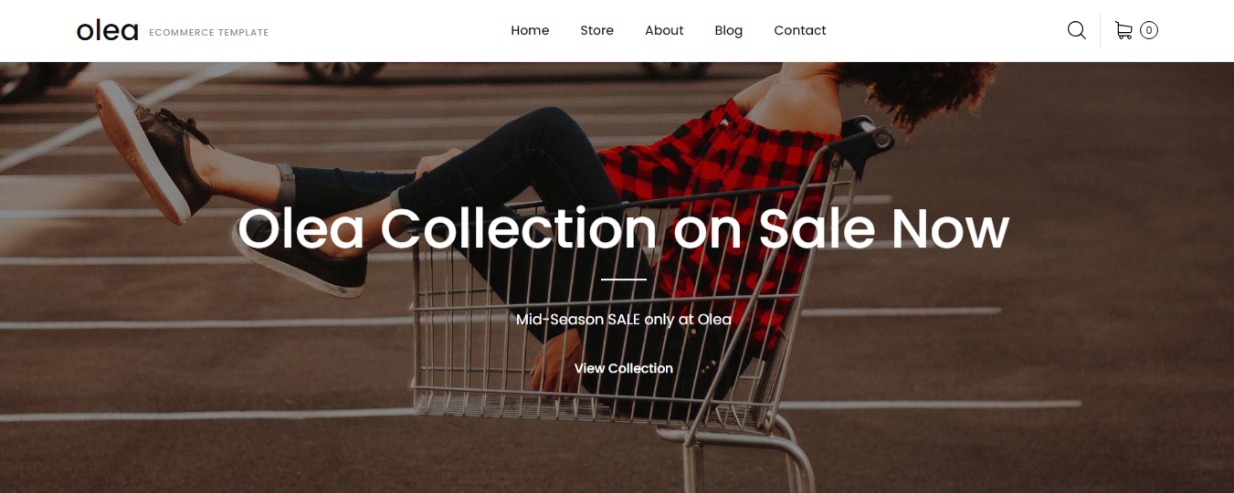 olea ECOMMERCE TEMPLATE
Home Store About Blog Contact
0
Olea Collection on Sale Now
Mid-Season SALE only at Olea
View Collection